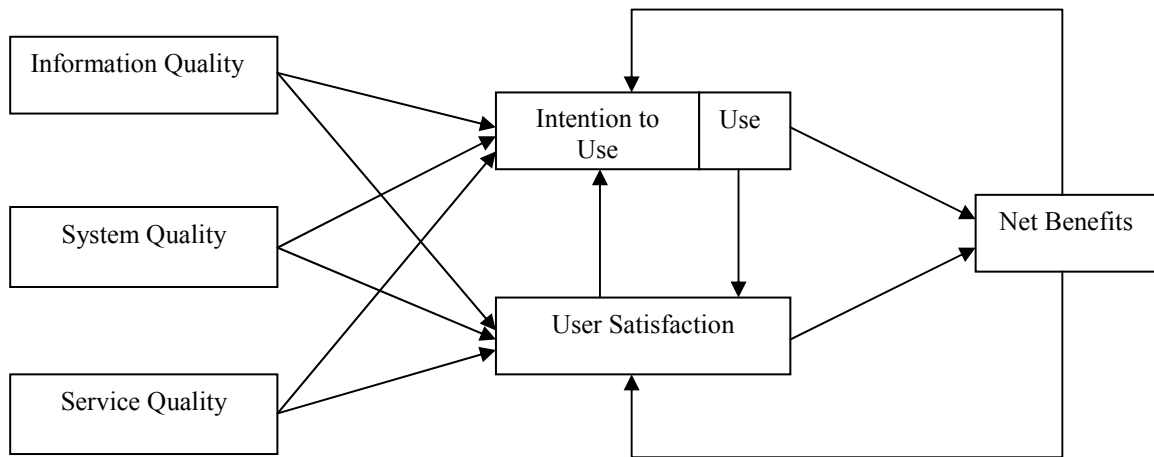 Information Quality
Intention to
Use
Use
System Quality
Net Benefits
User Satisfaction
Service Quality